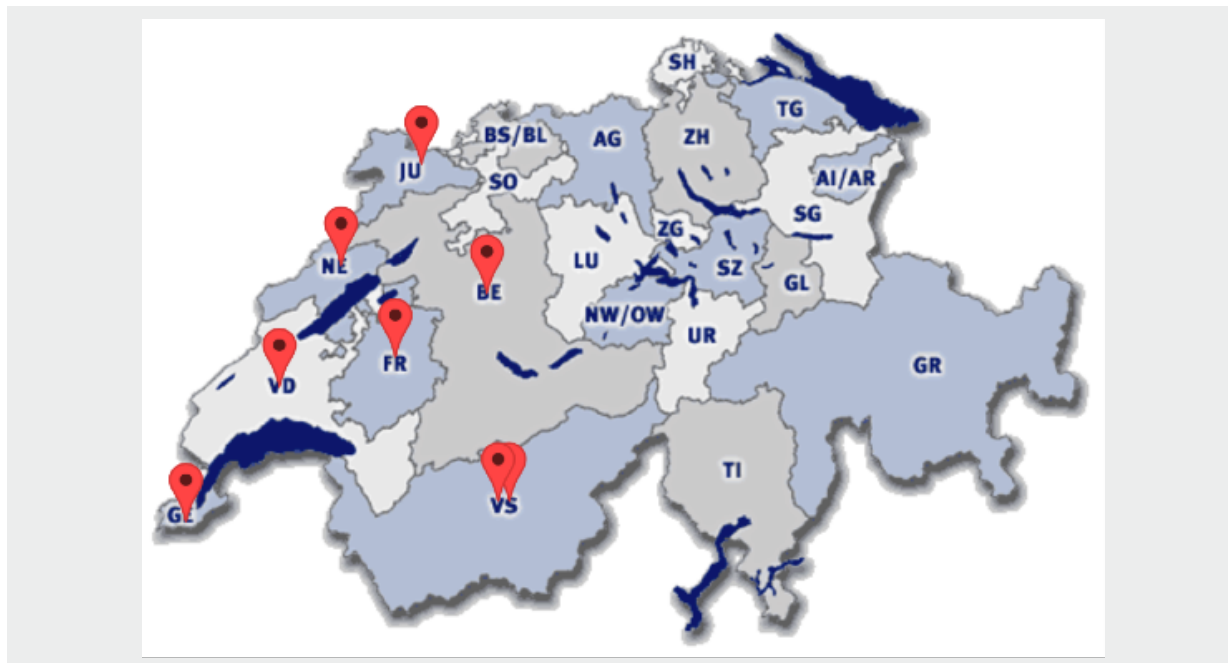 SH
TG
BS/BL
AG
ZH
JU
SO
AI/AR
SG
ZG
NE
LU
SZ
BE
GL
NW/OW
UR
FR
GR
VD
TI
VS
GE